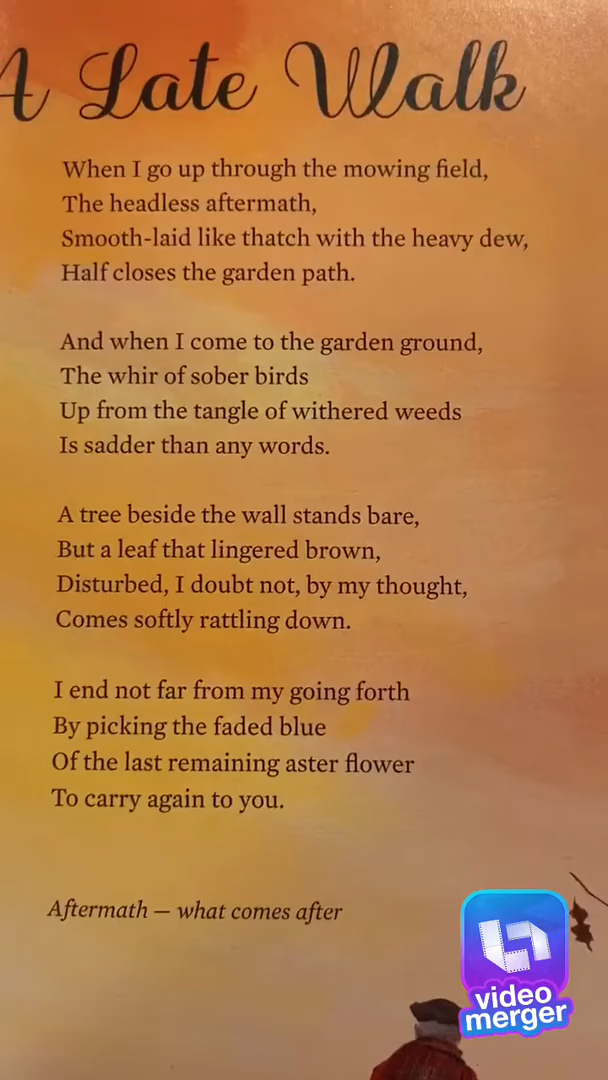 A Late Walk
When I go up through the mowing field,
The headless aftermath,
Smooth-laid like thatch with the heavy dew,
Half closes the garden path.
And when I come to the garden ground,
The whir of sober birds
Up from the tangle of withered weeds
Is sadder than any words.
A tree beside the wall stands bare,
But a leaf that lingered brown,
Disturbed, I doubt not, by my thought,
Comes softly rattling down.
I end not far from my going forth
By picking the faded blue
Of the last remaining aster flower
To carry again to you.
Aftermath — what comes after
video
merger